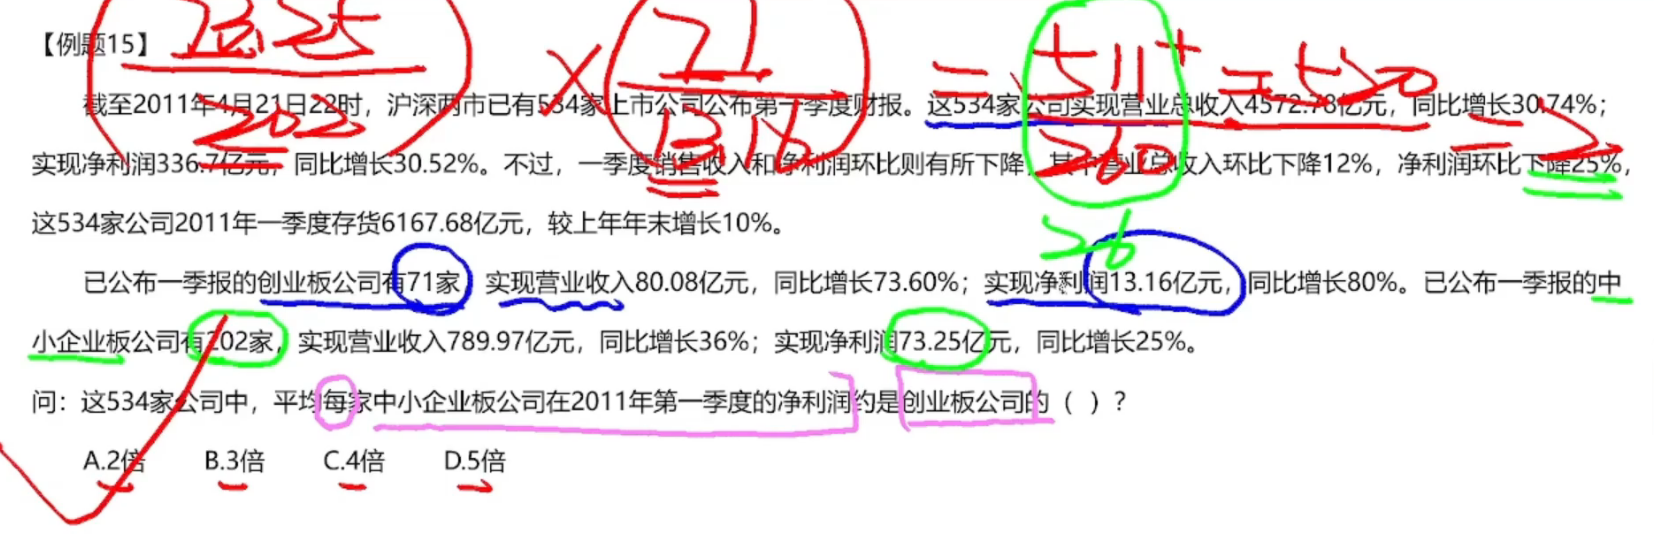 73.25 × 71 = 511+ = 520 = 2
202 13.16 260
26
【例题15】
截至2011年4月21日22时，沪深两市已有534家上市公司公布第一季度财报。这534家公司实现营业总收入4572.78亿元，同比增长30.74%；
实现净利润336.7亿元，同比增长30.52%。不过，一季度销售收入和净利润环比则有所下降，其中营业总收入环比下降12%，净利润环比下降25%，
这534家公司2011年一季度存货6167.68亿元，较上年年末增长10%。
已公布一季报的创业板公司有71家，实现营业收入80.08亿元，同比增长73.60%；实现净利润13.16亿元，同比增长80%。已公布一季报的中
小企业板公司有202家，实现营业收入789.97亿元，同比增长36%；实现净利润73.25亿元，同比增长25%。
问：这534家公司中，平均每家中小企业板公司在2011年第一季度的净利润约是创业板公司的（ ）？
A.2倍 B.3倍 C.4倍 D.5倍